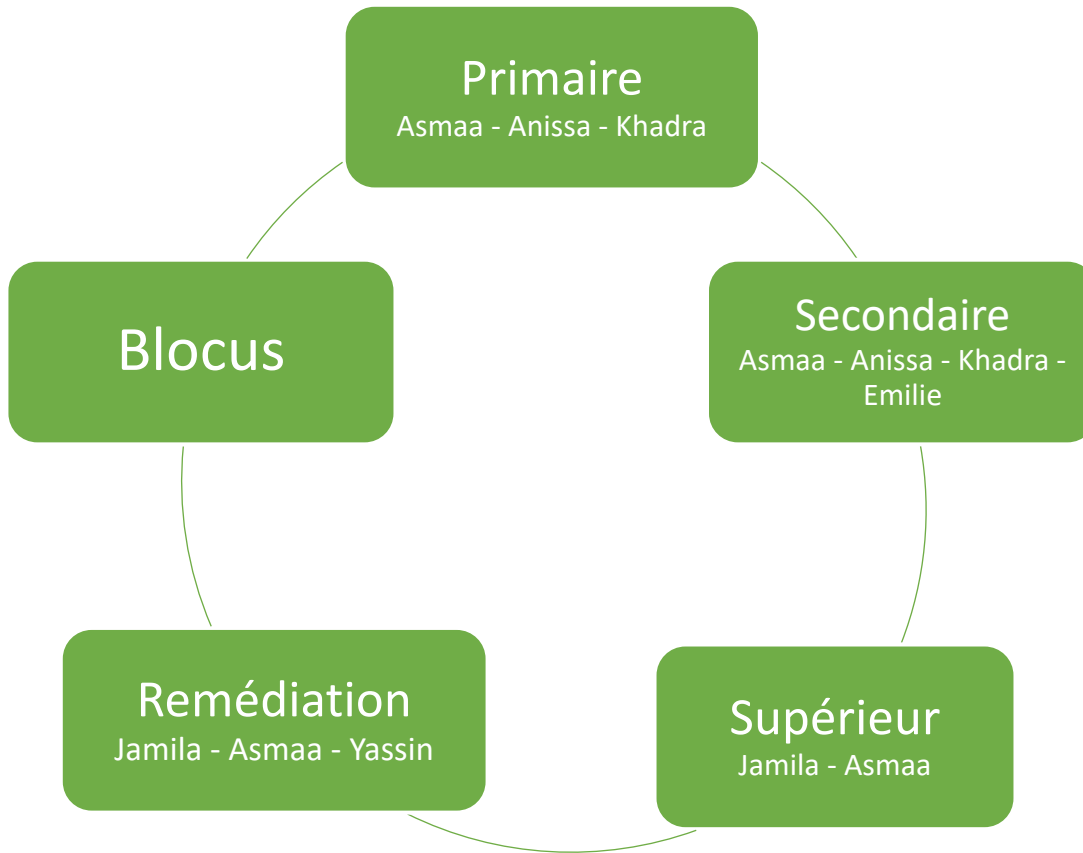 Primaire
Asmaa - Anissa - Khadra
Secondaire
Asmaa - Anissa - Khadra -
Emilie
Supérieur
Jamila - Asmaa
Remédiation
Jamila - Asmaa - Yassin
Blocus